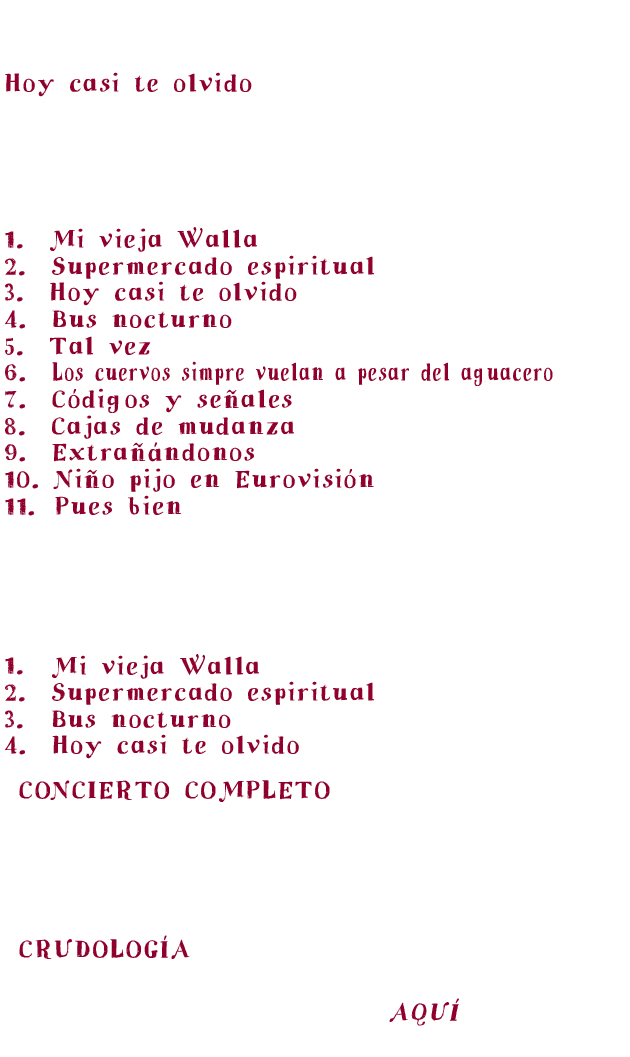 Hoy casi te olvido
1. Mi vieja Walla
2. Supermercado espiritual
3. Hoy casi te olvido
4. Bus nocturno
5. Tal vez
6. Los cuervos simpre vuelan a pesar del aguacero
7. Códigos y señales
8. Cajas de mudanza
9. Extrañándonos
10. Niño pijo en Eurovisión
11. Pues bien
1. Mi vieja Walla
2. Supermercado espiritual
3. Bus nocturno
4. Hoy casi te olvido
CONCIERTO COMPLETO
CRUDOLOGÍA
AQUÍ